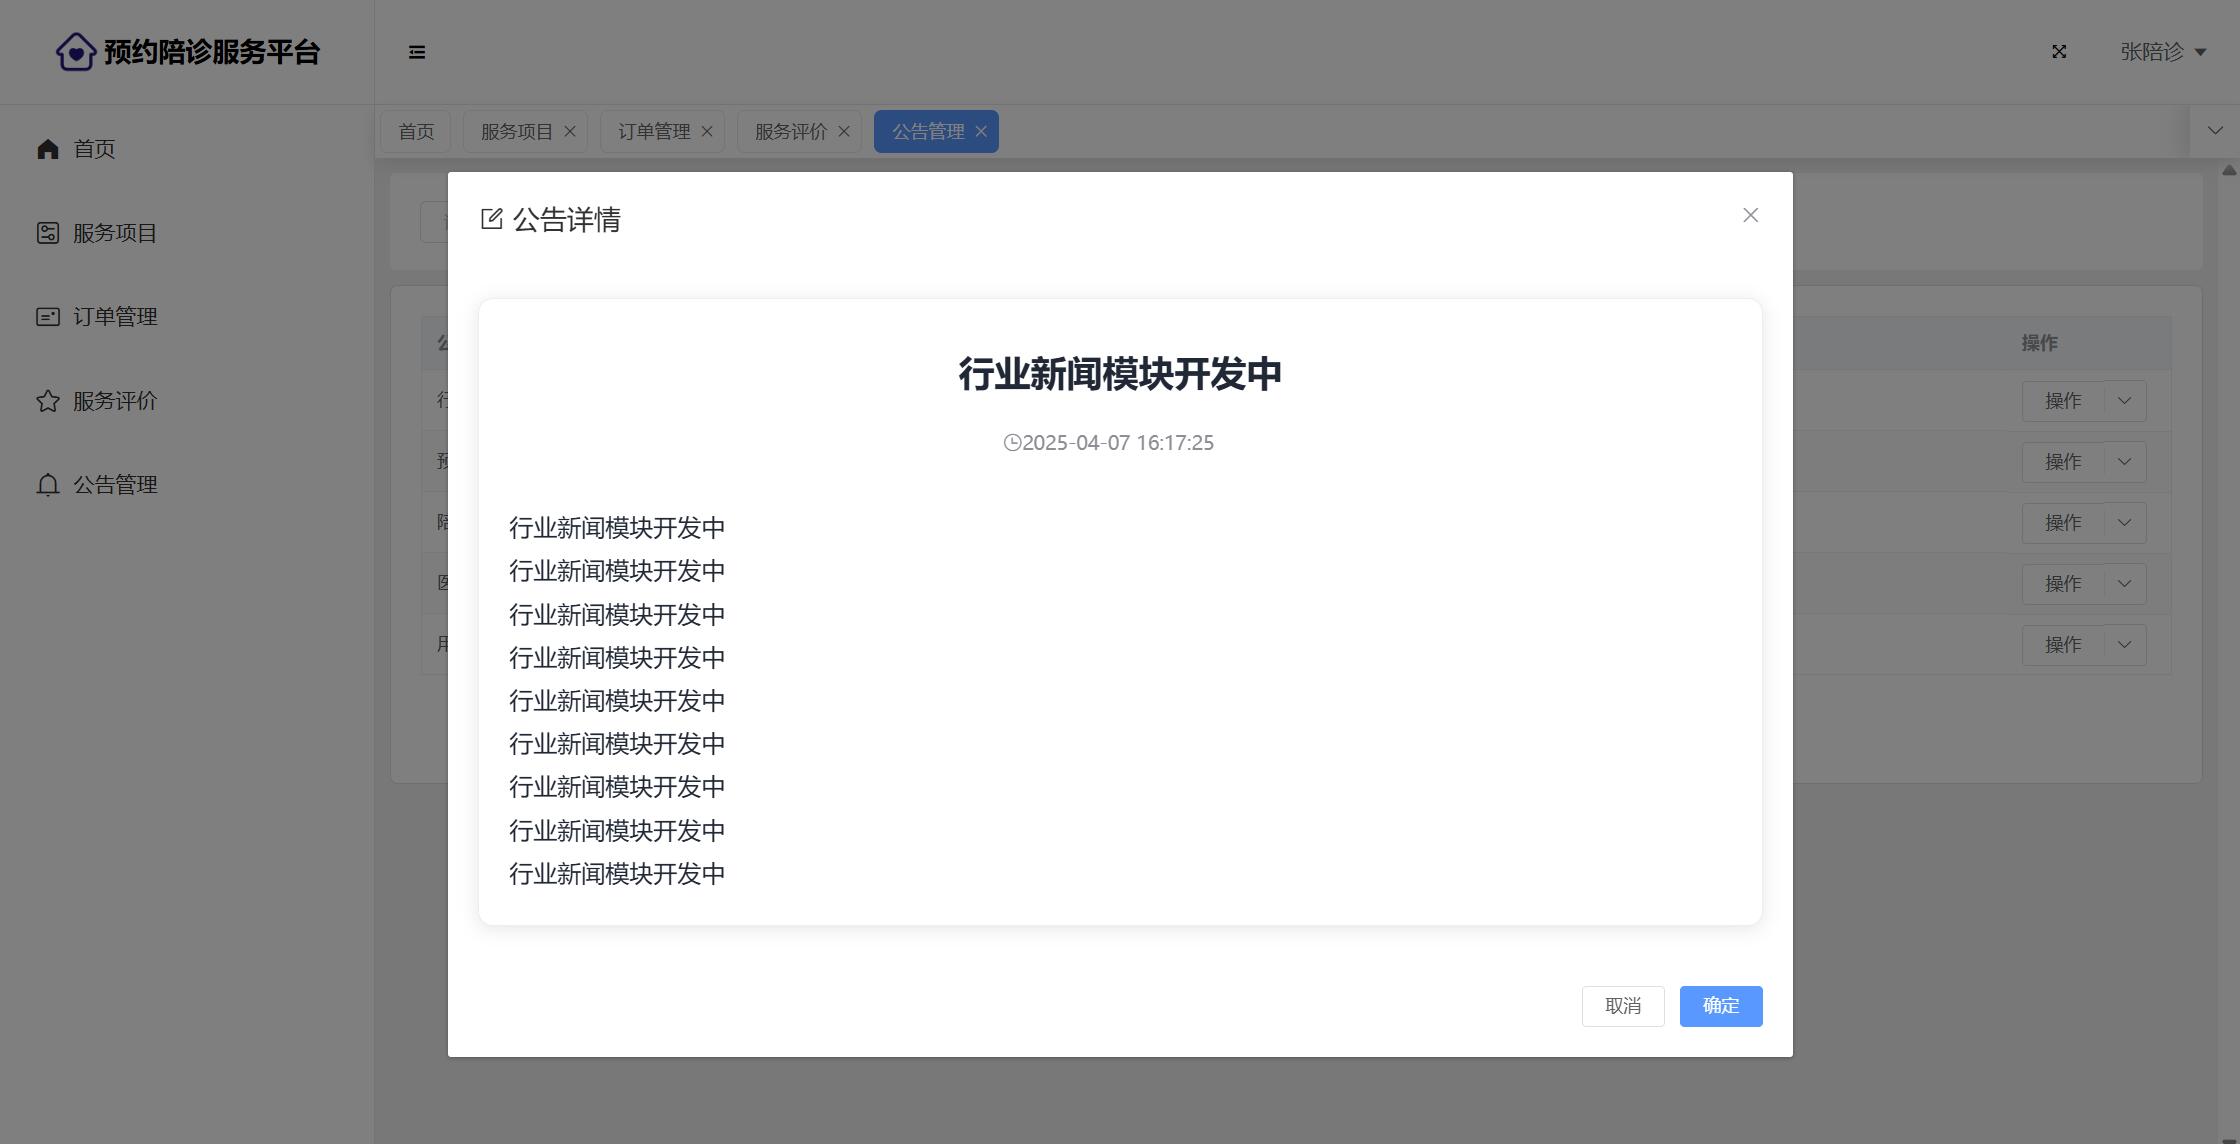 预约陪诊服务平台
张陪诊
首页
服务项目
订单管理
服务评价
公告管理
首页
服务项目
订单管理
服务评价
公告管理
公告详情
行业新闻模块开发中
2025-04-07 16:17:25
行业新闻模块开发中
行业新闻模块开发中
行业新闻模块开发中
行业新闻模块开发中
行业新闻模块开发中
行业新闻模块开发中
行业新闻模块开发中
行业新闻模块开发中
行业新闻模块开发中
取消
确定
操作
操作
操作
操作
操作
操作